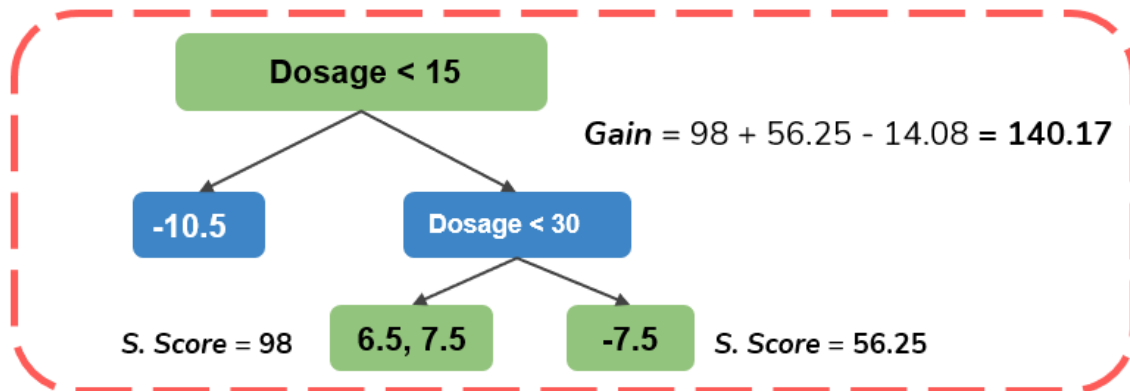 Dosage < 15
Gain = 98 + 56.25 - 14.08 = 140.17
-10.5
Dosage < 30
S. Score = 98
6.5, 7.5
-7.5
S. Score = 56.25